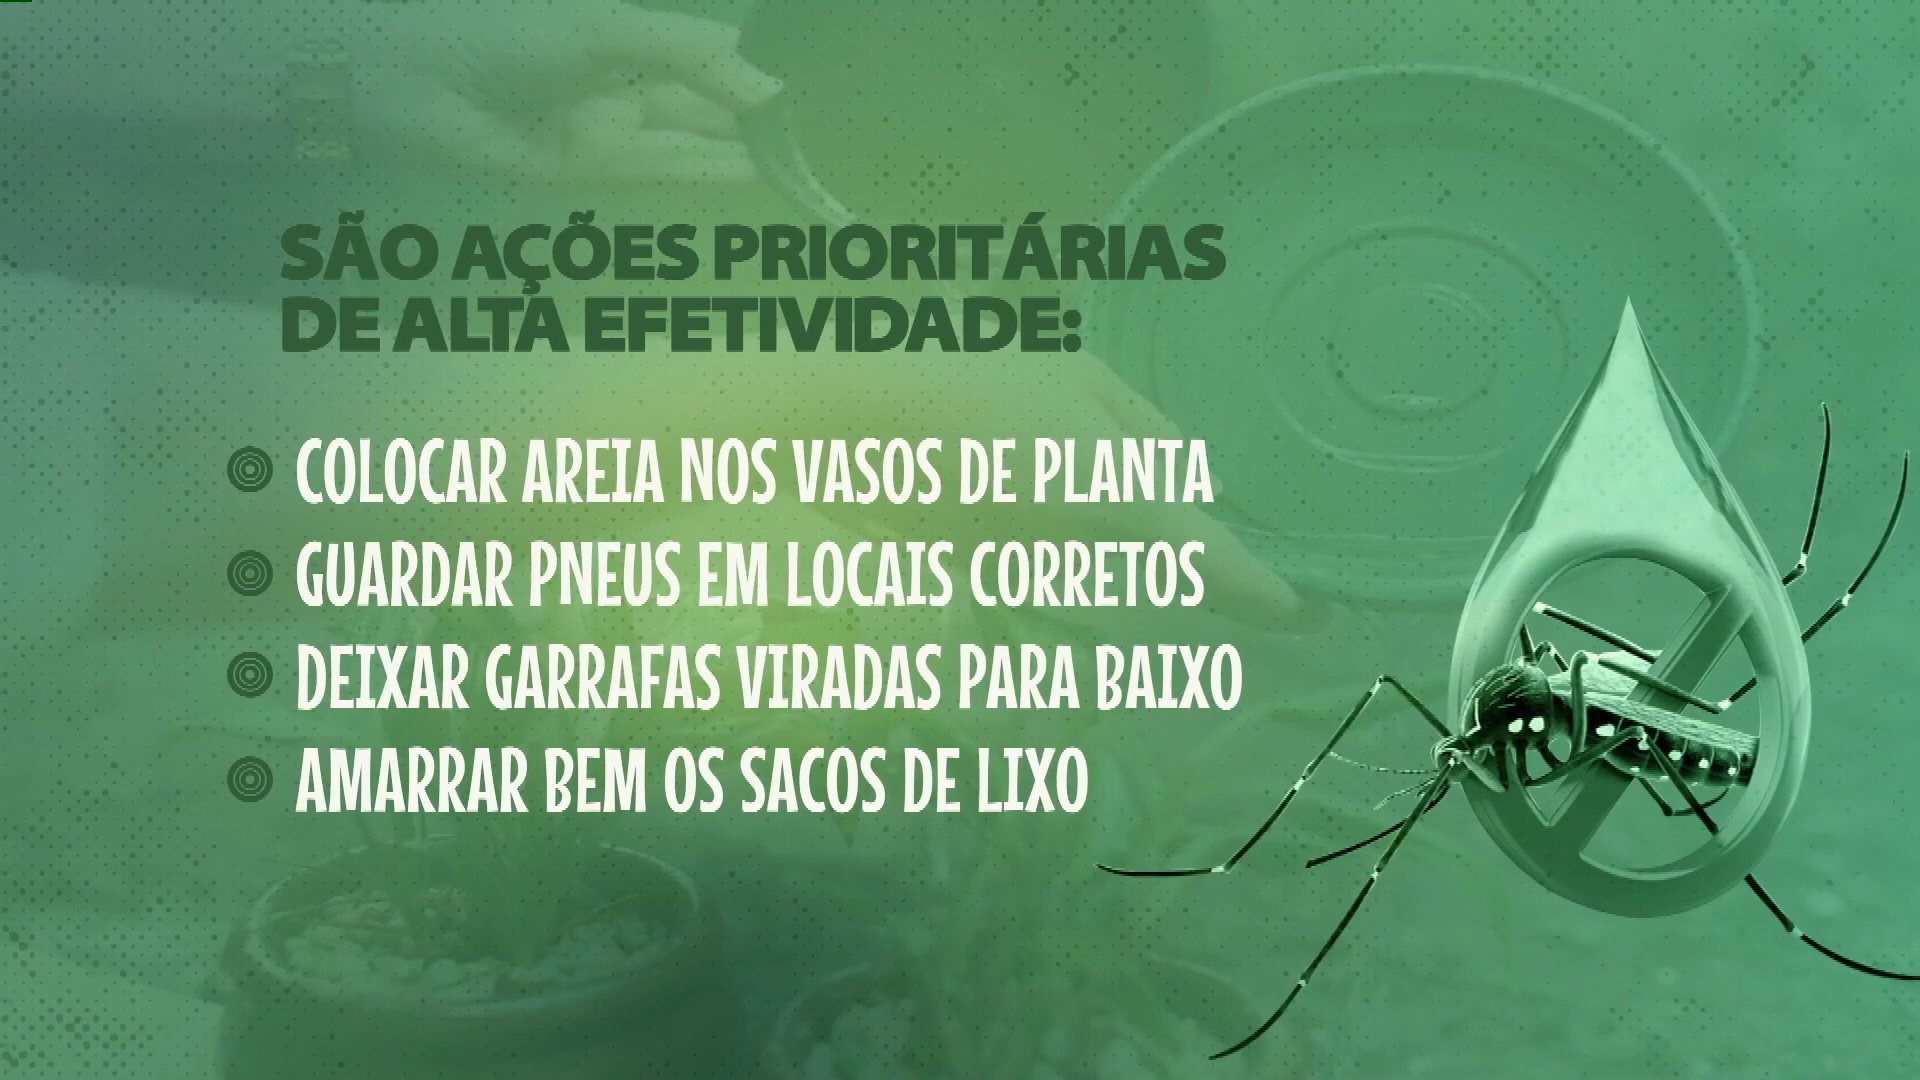 SÃO AÇÕES PRIORITÁRIAS
DE ALTA EFETIVIDADE:
COLOCAR AREIA NOS VASOS DE PLANTA
GUARDAR PNEUS EM LOCAIS CORRETOS
DEIXAR GARRAFAS VIRADAS PARA BAIXO
AMARRAR BEM OS SACOS DE LIXO